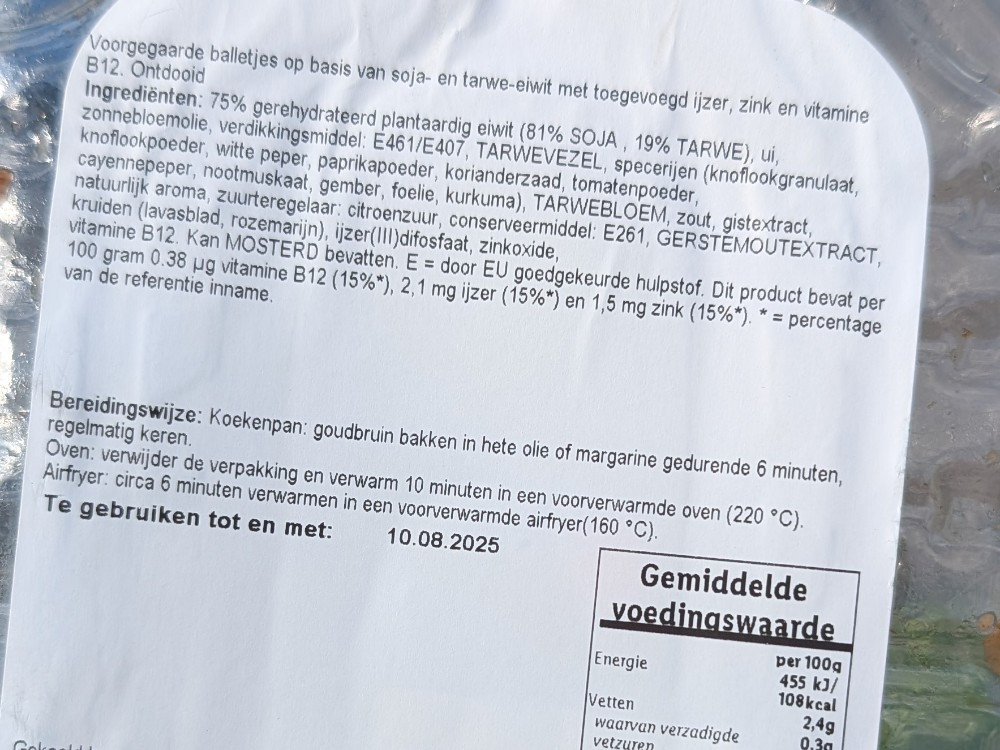 Voorgegaarde balletjes op basis van soja- en tarwe-eiwit met toegevoegd ijzer, zink en vitamine
B12. Ontdooid
Ingrediënten: 75% gerehydrateerd plantaardig eiwit (81% SOJA , 19% TARWE), ui,
zonnebloemolie, verdikkingsmiddel: E461/E407, TARWEVEZEL, specerijen (knoflookgranulaat,
knoflookpoeder, witte peper, paprikapoeder, korianderzaad, tomatenpoeder,
cayennepeper, nootmuskaat, gember, foelie, kurkuma), TARWEBLOEM, zout, gistextract,
natuurlijk aroma, zuurteregelaar: citroenzuur, conserveermiddel: E261, GERSTEMOUTEXTRACT,
kruiden (lavasblad, rozemarijn), ijzer(III)difosfaat, zinkoxide,
vitamine B12. Kan MOSTERD bevatten. E = door EU goedgekeurde hulpstof. Dit product bevat per
100 gram 0.38 µg vitamine B12 (15%*), 2,1 mg ijzer (15%*) en 1,5 mg zink (15%*). * = percentage
van de referentie inname.
Bereidingswijze: Koekenpan: goudbruin bakken in hete olie of margarine gedurende 6 minuten,
regelmatig keren.
Oven: verwijder de verpakking en verwarm 10 minuten in een voorverwarmde oven (220 °C).
Airfryer: circa 6 minuten verwarmen in een voorverwarmde airfryer(160 °C).
Te gebruiken tot en met: 10.08.2025
Gemiddelde
voedingswaarde
per 100g
Energie 455 kJ/
108kcal
Vetten 2,4g
waarvan verzadigde 0.3g
vetzuren